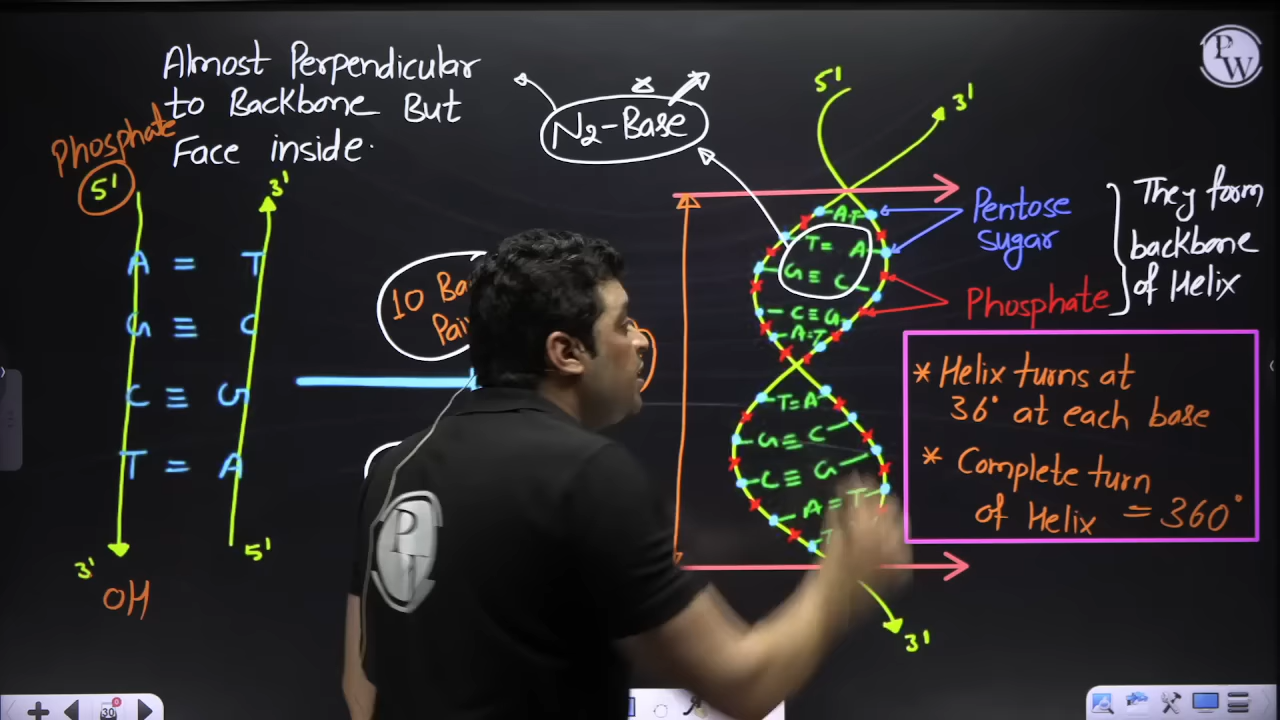 Almost Perpendicular
to Backbone But
Face inside.
Phosphate
5'
3'
A = T
G ≡ C
C ≡ G
T = A
3'
5'
OH
10
N2-Base
5'
3'
A=T
T = A
G ≡ C
C ≡ G
A=T
T=A
G ≡ C
C ≡ G
A = T
3'
Pentose
sugar
Phosphate
They form
backbone
of Helix
* Helix turns at
36° at each base
* Complete turn
of Helix = 360°
PW
30